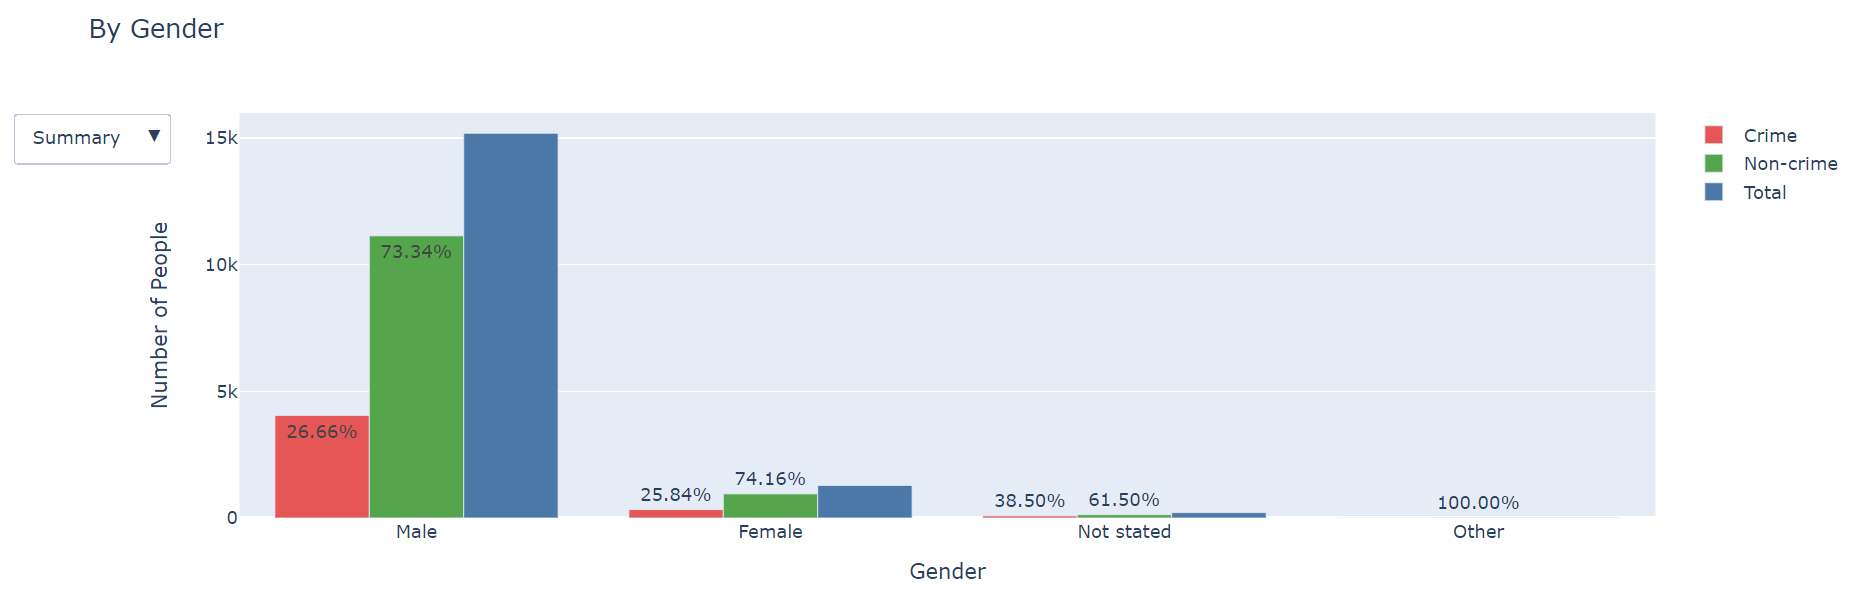 By Gender
Summary ▼
Number of People
15k
10k
5k
0
26.66%
73.34%
25.84%
74.16%
38.50%
61.50%
100.00%
Male
Female
Not stated
Other
Gender
Crime
Non-crime
Total